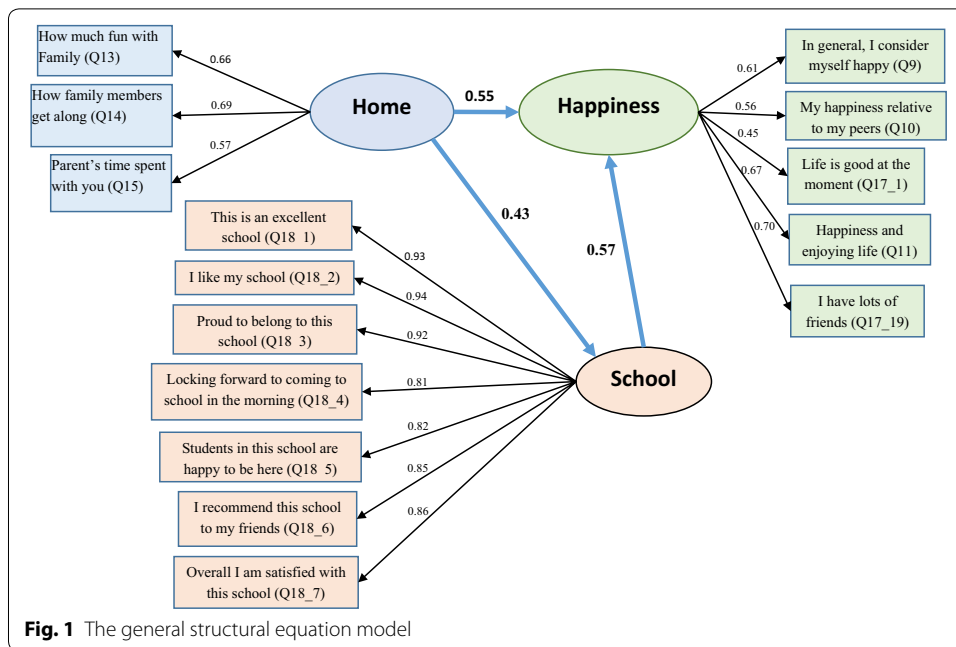 How much fun with
Family (Q13)
How family members
get along (Q14)
Parent's time spent
with you (Q15)
0.66
0.69
0.57
Home
0.55
Happiness
0.61
0.56
0.45
0.67
0.70
In general, I consider
myself happy (Q9)
My happiness relative
to my peers (Q10)
Life is good at the
moment (Q17_1)
Happiness and
enjoying life (Q11)
I have lots of
friends (Q17_19)
0.43
0.57
This is an excellent
school (Q18 1)
I like my school (Q18_2)
Proud to belong to this
school (Q18 3)
Locking forward to coming to
school in the morning (Q18_4)
Students in this school are
happy to be here (Q18 5)
I recommend this school
to my friends (Q18_6)
Overall I am satisfied with
this school (Q18_7)
0.93
0.94
0.92
0.81
0.82
0.85
0.86
School
Fig. 1 The general structural equation model